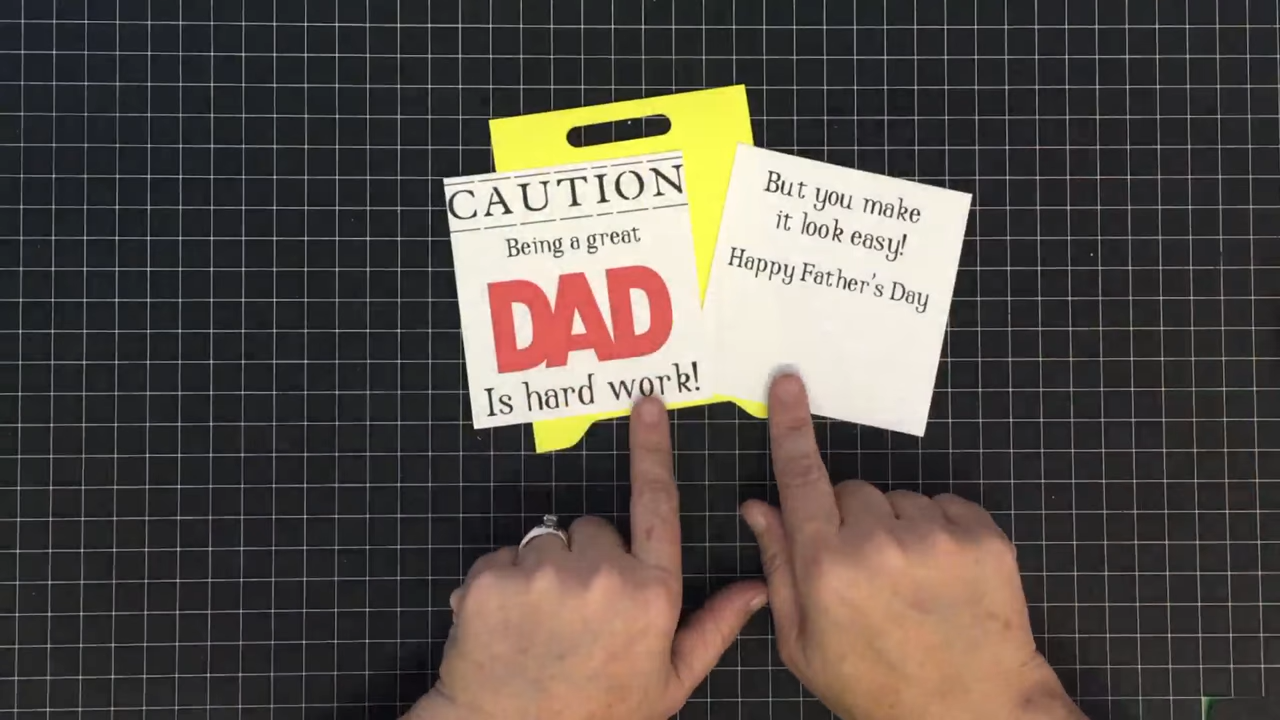 CAUTION
Being a great
DAD
Is hard work!
But you make
it look easy!
Happy Father's Day